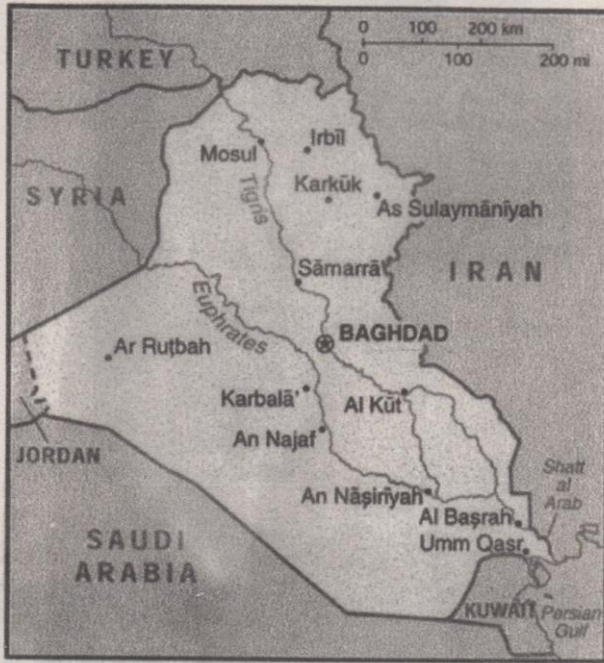 0 100 200 km
0 100 200 mi
TURKEY
Irbīl
Mosul
Karkūk
SYRIA
Tigris
As Sulaymānīyah
Sāmarrā'
IRAN
Euphrates
BAGHDAD
Ar Ruṭbah
Karbalā'
Al Kūt
An Najaf
JORDAN
Shatt
al
Arab
An Nāṣirīyah
Al Baṣrah
SAUDI
ARABIA
Umm Qasr
KUWAIT
Persian
Gulf